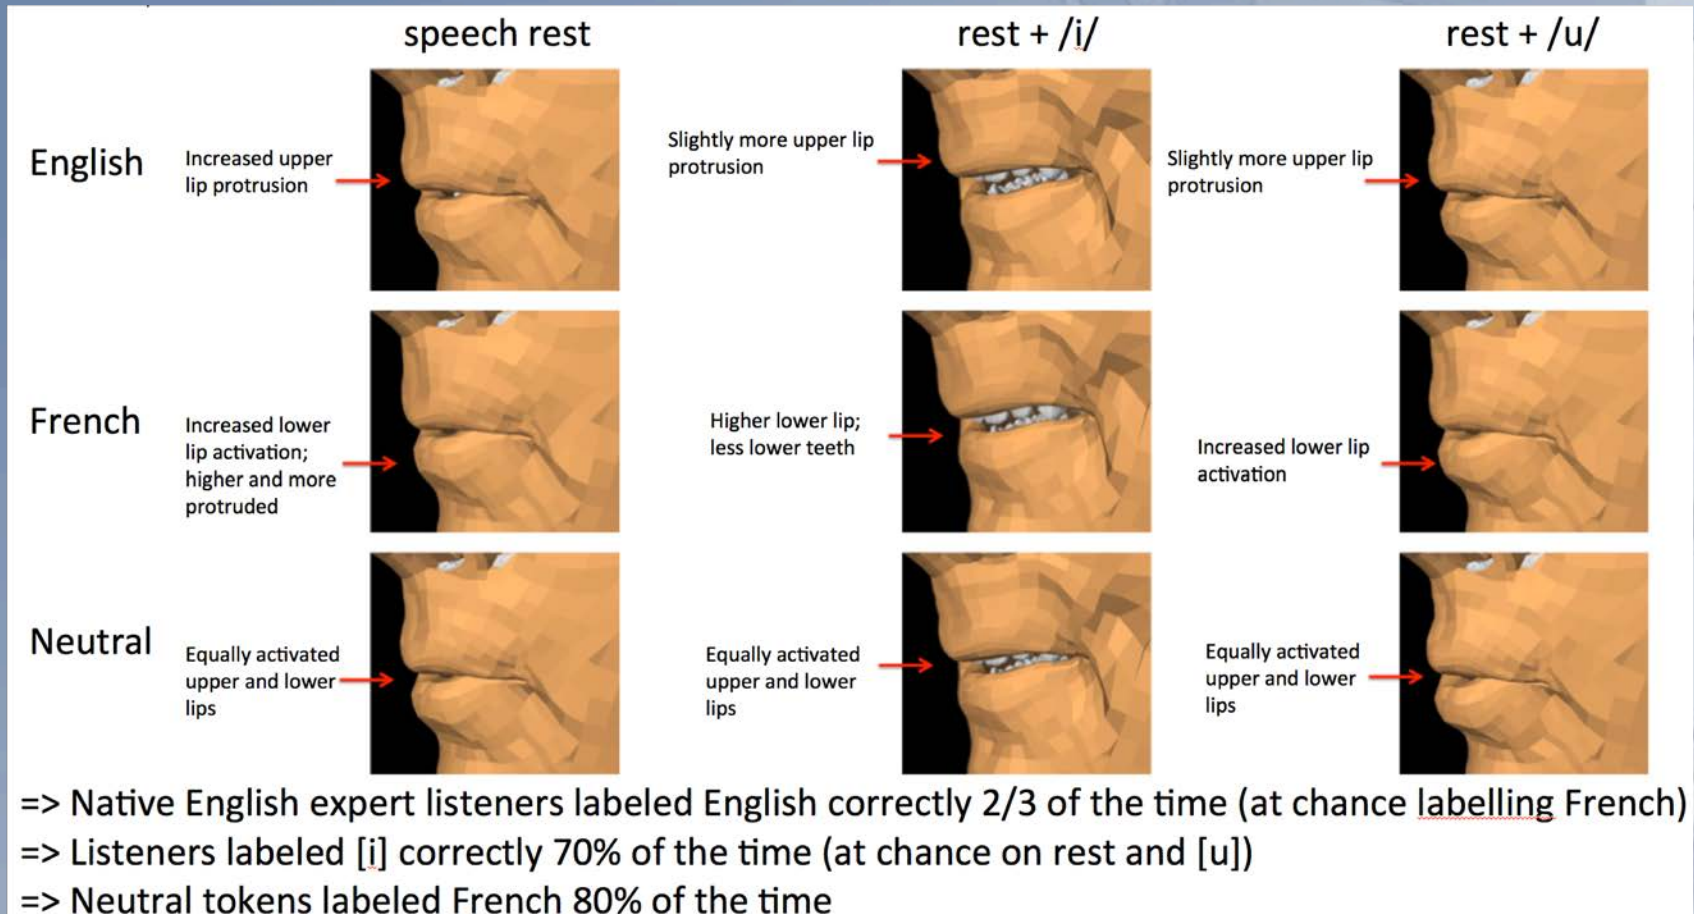 speech rest
rest + /i/
rest + /u/
English
Increased upper
lip protrusion
Slightly more upper lip
protrusion
Slightly more upper lip
protrusion
French
Increased lower
lip activation;
higher and more
protruded
Higher lower lip;
less lower teeth
Increased lower lip
activation
Neutral
Equally activated
upper and lower
lips
Equally activated
upper and lower
lips
Equally activated
upper and lower
lips
=> Native English expert listeners labeled English correctly 2/3 of the time (at chance labelling French)
=> Listeners labeled [i] correctly 70% of the time (at chance on rest and [u])
=> Neutral tokens labeled French 80% of the time